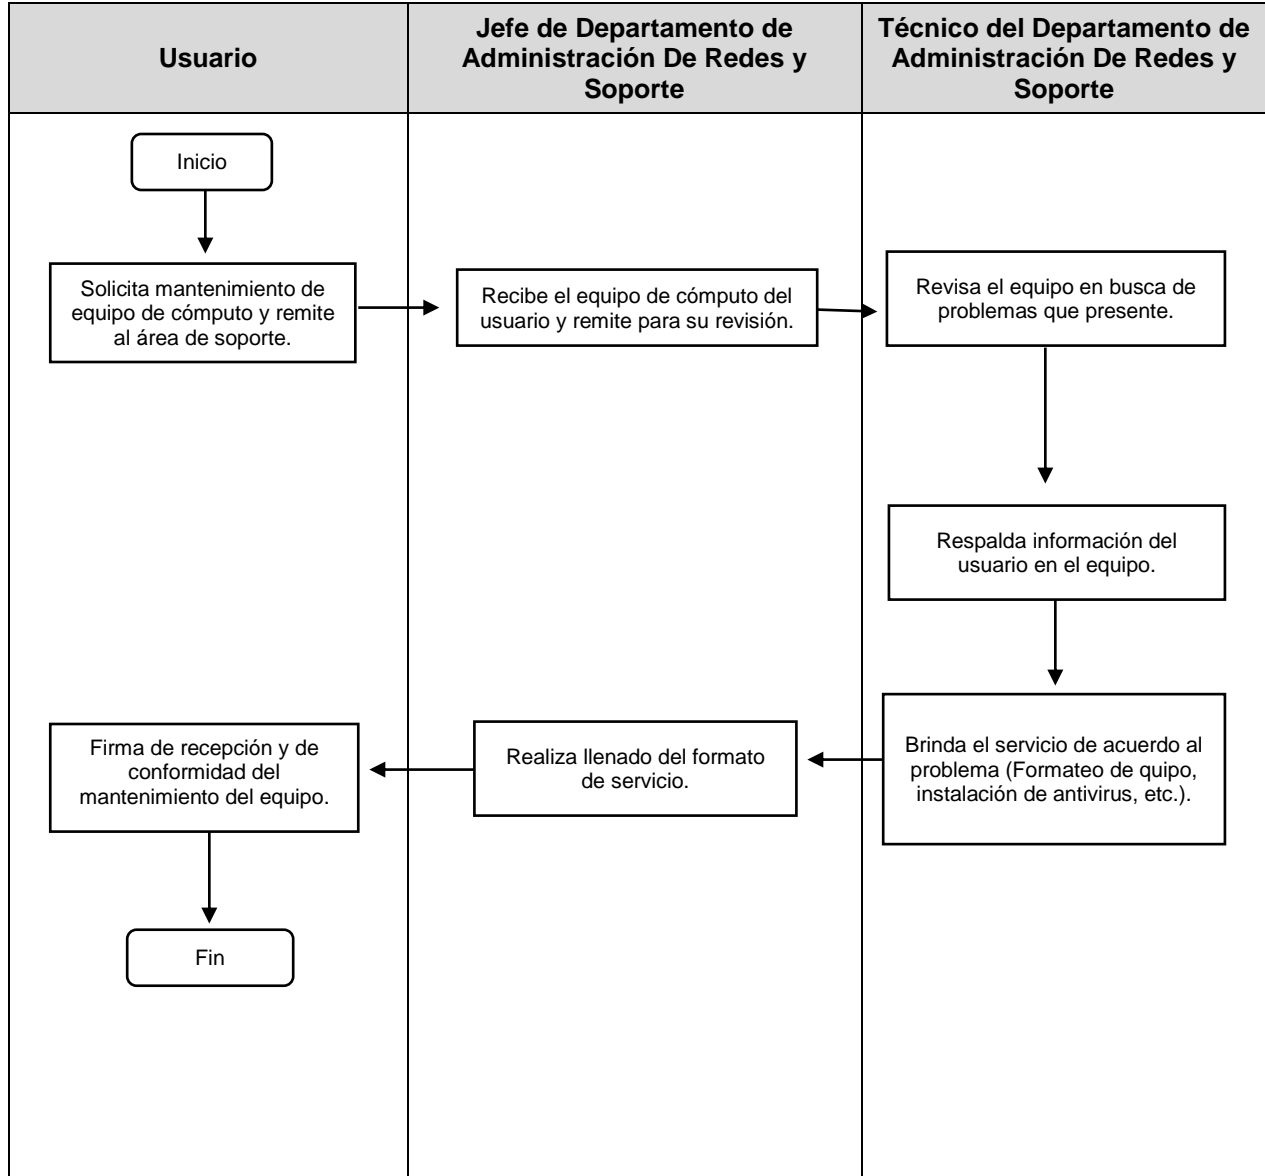 Usuario
Jefe de Departamento de
Administración De Redes y
Soporte
Técnico del Departamento de
Administración De Redes y
Soporte
Inicio
Solicita mantenimiento de
equipo de cómputo y remite
al área de soporte.
Recibe el equipo de cómputo del
usuario y remite para su revisión.
Revisa el equipo en busca de
problemas que presente.
Respalda información del
usuario en el equipo.
Brinda el servicio de acuerdo al
problema (Formateo de quipo,
instalación de antivirus, etc.).
Realiza llenado del formato
de servicio.
Firma de recepción y de
conformidad del
mantenimiento del equipo.
Fin